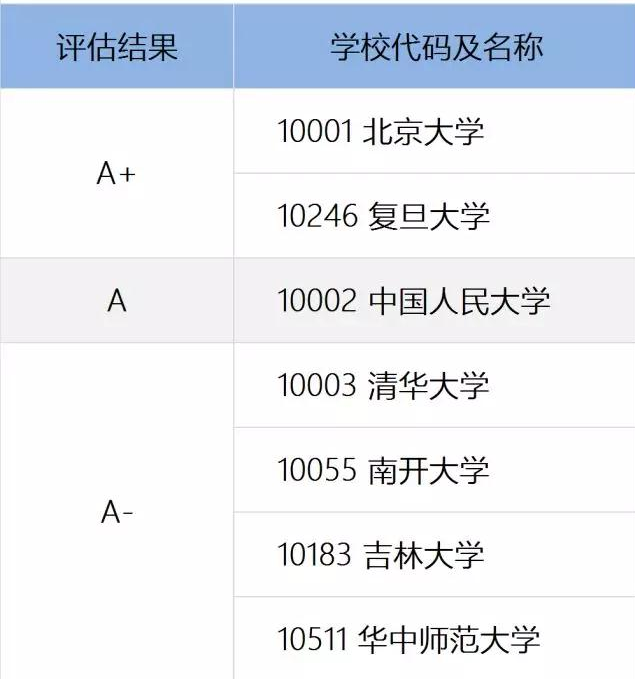 评估结果 学校代码及名称
A+
10001 北京大学
10246 复旦大学
A 10002 中国人民大学
A-
10003 清华大学
10055 南开大学
10183 吉林大学
10511 华中师范大学